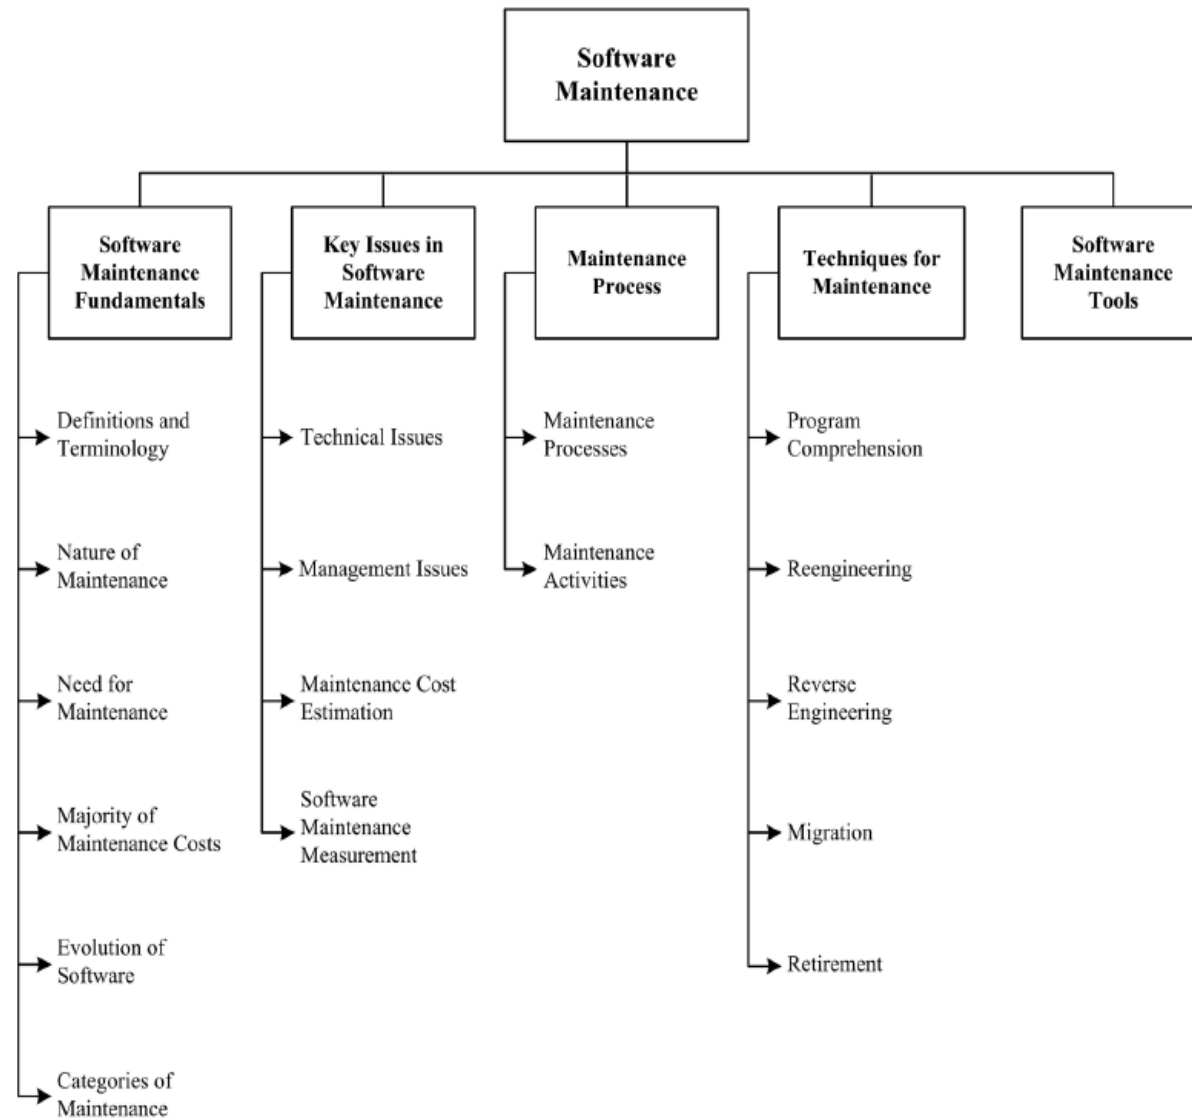 Software
Maintenance
Software
Maintenance
Fundamentals
Key Issues in
Software
Maintenance
Maintenance
Process
Techniques for
Maintenance
Software
Maintenance
Tools
Definitions and
Terminology
Nature of
Maintenance
Need for
Maintenance
Majority of
Maintenance Costs
Evolution of
Software
Categories of
Maintenance
Technical Issues
Management Issues
Maintenance Cost
Estimation
Software
Maintenance
Measurement
Maintenance
Processes
Maintenance
Activities
Program
Comprehension
Reengineering
Reverse
Engineering
Migration
Retirement